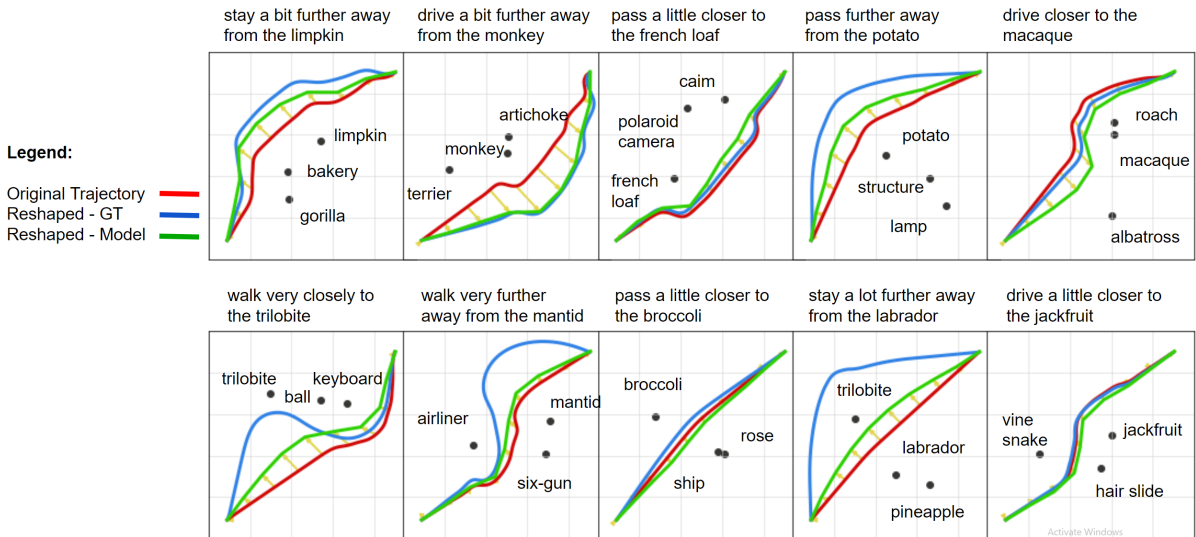 stay a bit further away
from the limpkin
drive a bit further away
from the monkey
pass a little closer to
the french loaf
pass further away
from the potato
drive closer to the
macaque
limpkin
bakery
gorilla
artichoke
monkey
terrier
caim
polaroid
camera
french
loaf
potato
structure
lamp
roach
macaque
albatross
Legend:
Original Trajectory
Reshaped - GT
Reshaped - Model
walk very closely to
the trilobite
walk very further
away from the mantid
pass a little closer to
the broccoli
stay a lot further away
from the labrador
drive a little closer to
the jackfruit
trilobite
ball
keyboard
airliner
mantid
six-gun
broccoli
rose
ship
trilobite
labrador
pineapple
vine
snake
jackfruit
hair slide
Activate Windows